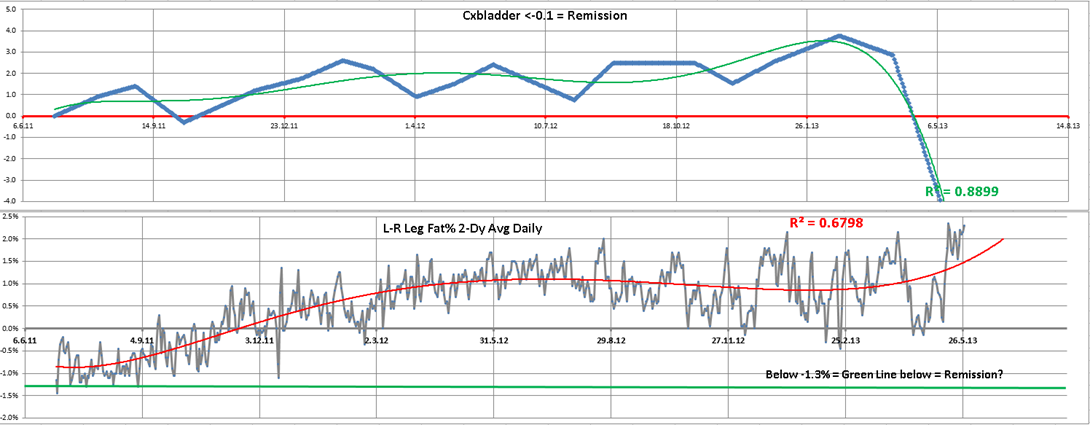 Cxbladder <-0.1 = Remission
5.0
4.0
3.0
2.0
1.0
0.0
-1.0
-2.0
-3.0
-4.0
6.6.11 14.9.11 23.12.11 1.4.12 10.7.12 18.10.12 26.1.13 6.5.13 14.8.13
R² = 0.8899
L-R Leg Fat% 2-Dy Avg Daily
R² = 0.6798
2.5%
2.0%
1.5%
1.0%
0.5%
0.0%
-0.5%
-1.0%
-1.5%
-2.0%
6.6.11 4.9.11 3.12.11 2.3.12 31.5.12 29.8.12 27.11.12 25.2.13 26.5.13
Below -1.3% = Green Line below = Remission?